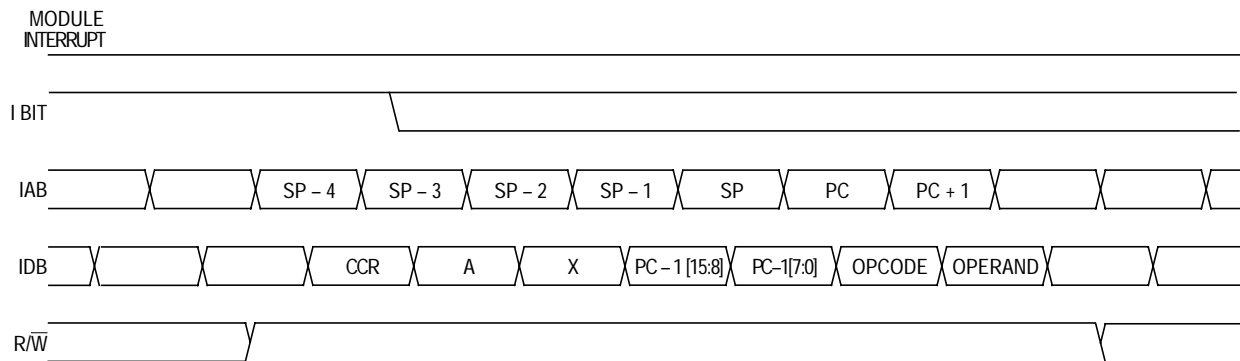 MODULE
INTERRUPT
I BIT
IAB SP – 4 SP – 3 SP – 2 SP – 1 SP PC PC + 1
IDB CCR A X PC – 1 [15:8] PC–1[7:0] OPCODE OPERAND
R/W̅